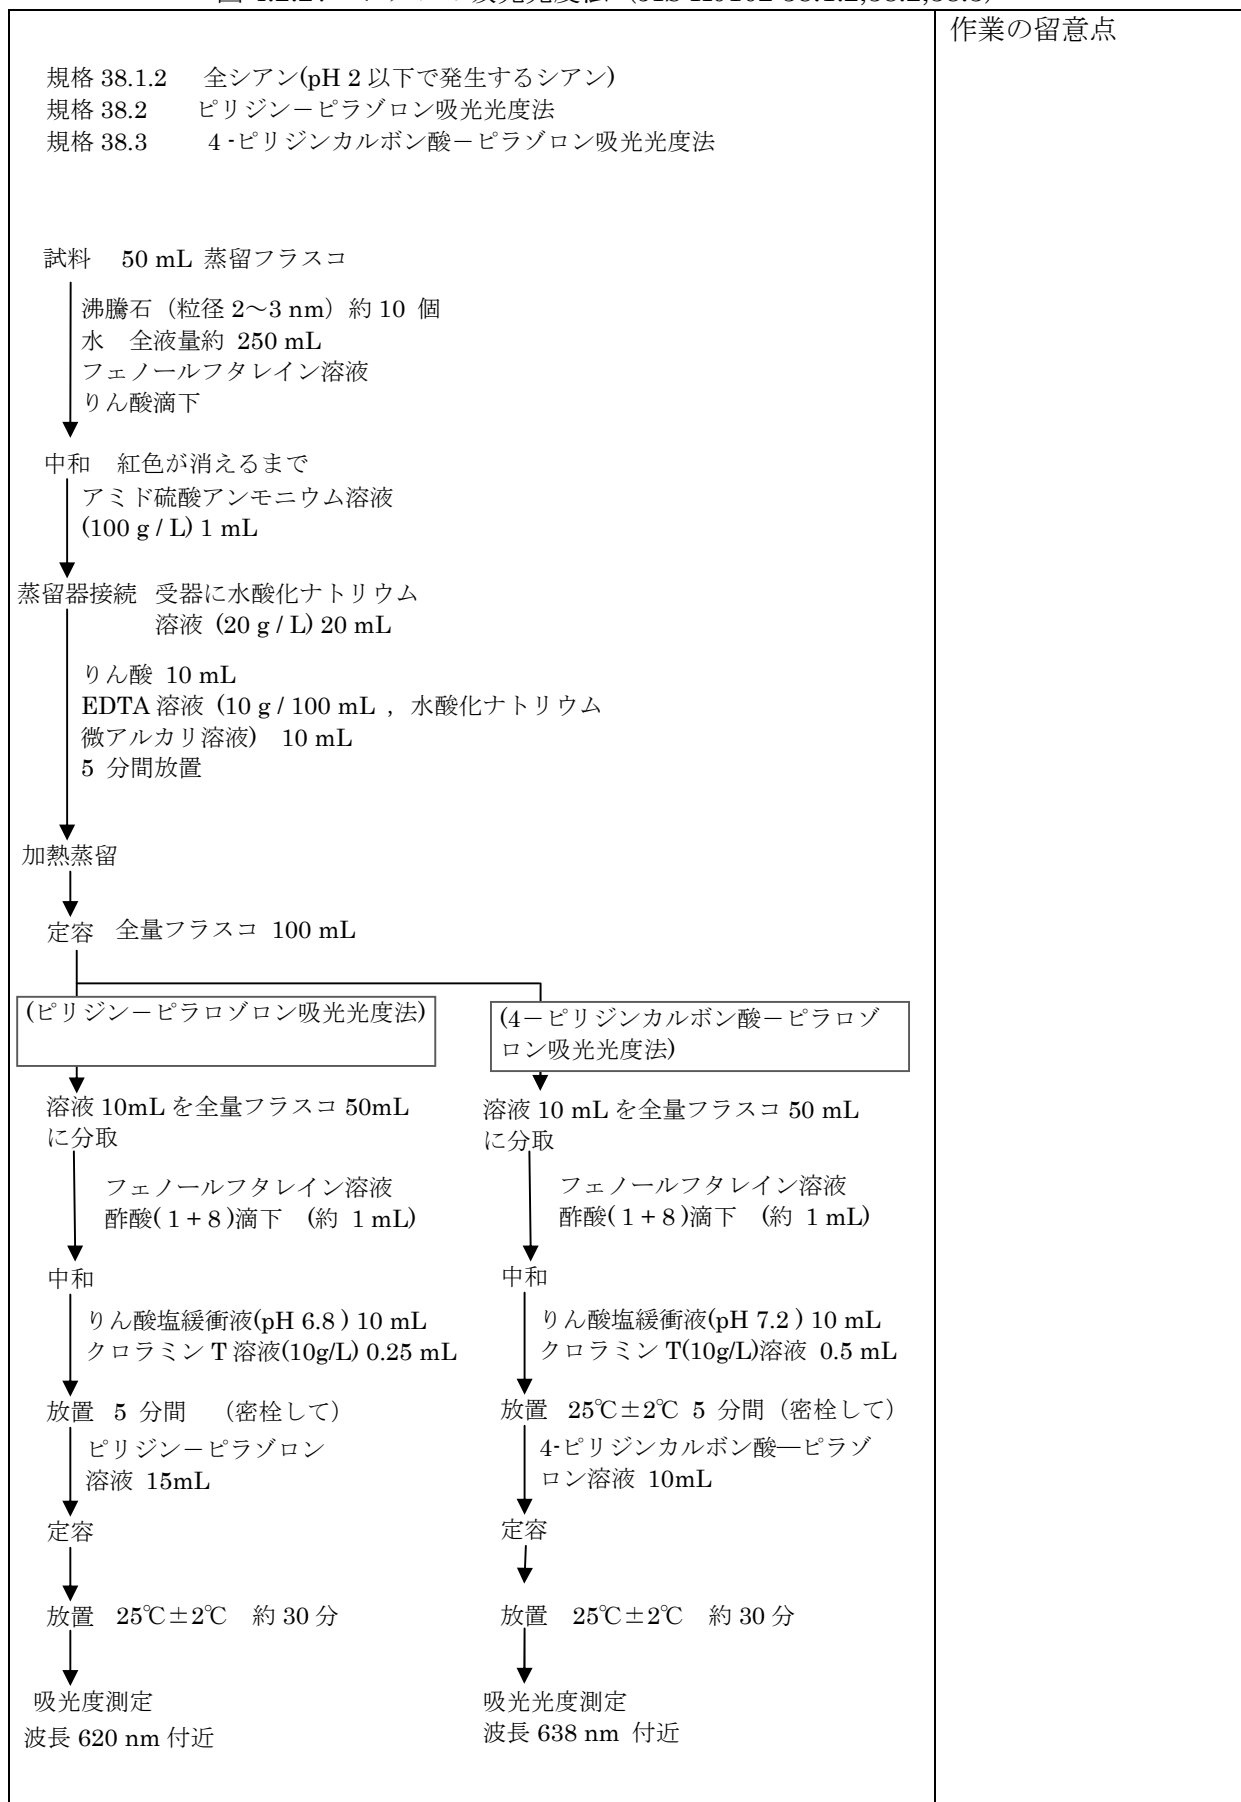 作業の留意点
規格 38.1.2 全シアン(pH 2 以下で発生するシアン)
規格 38.2 ピリジン－ピラゾロン吸光光度法
規格 38.3 4 -ピリジンカルボン酸－ピラゾロン吸光光度法
試料 50 mL 蒸留フラスコ
沸騰石（粒径 2～3 nm）約 10 個
水 全液量約 250 mL
フェノールフタレイン溶液
りん酸滴下
中和 紅色が消えるまで
アミド硫酸アンモニウム溶液
(100 g / L) 1 mL
蒸留器接続 受器に水酸化ナトリウム
溶液 (20 g / L) 20 mL
りん酸 10 mL
EDTA 溶液 (10 g / 100 mL , 水酸化ナトリウム
微アルカリ溶液) 10 mL
5 分間放置
加熱蒸留
定容 全量フラスコ 100 mL
(ピリジン－ピラロゾロン吸光光度法)
溶液 10mL を全量フラスコ 50mL
に分取
フェノールフタレイン溶液
酢酸( 1 + 8 )滴下 (約 1 mL)
中和
りん酸塩緩衝液(pH 6.8 ) 10 mL
クロラミン T 溶液(10g/L) 0.25 mL
放置 5 分間 （密栓して）
ピリジン－ピラゾロン
溶液 15mL
定容
放置 25℃±2℃ 約 30 分
吸光度測定
波長 620 nm 付近
(4－ピリジンカルボン酸－ピラロゾ
ロン吸光光度法)
溶液 10 mL を全量フラスコ 50 mL
に分取
フェノールフタレイン溶液
酢酸( 1 + 8 )滴下 (約 1 mL)
中和
りん酸塩緩衝液(pH 7.2 ) 10 mL
クロラミン T(10g/L)溶液 0.5 mL
放置 25℃±2℃ 5 分間（密栓して）
4-ピリジンカルボン酸―ピラゾ
ロン溶液 10mL
定容
放置 25℃±2℃ 約 30 分
吸光光度測定
波長 638 nm 付近